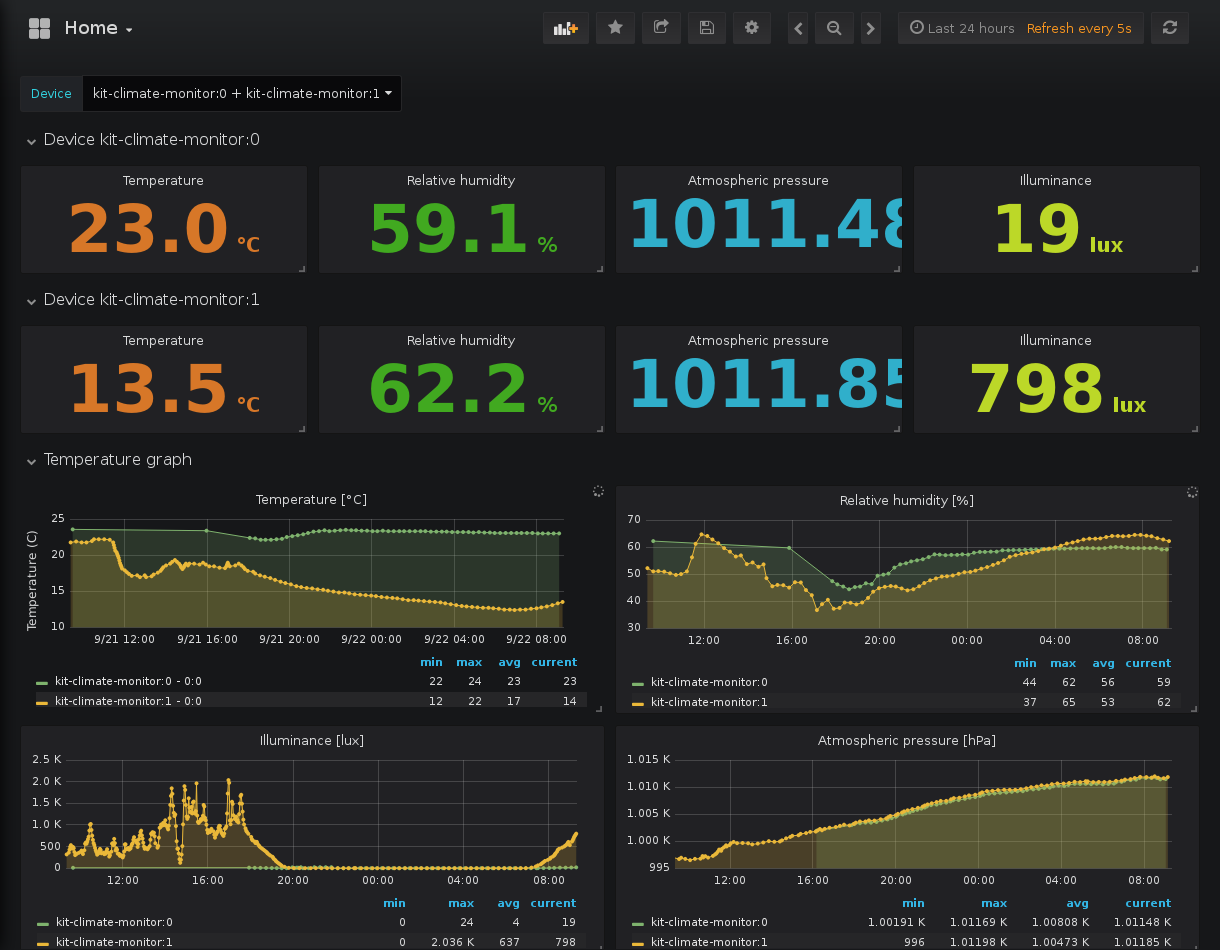 Home
Last 24 hours Refresh every 5s
Device kit-climate-monitor:0 + kit-climate-monitor:1
Device kit-climate-monitor:0
Temperature Relative humidity Atmospheric pressure Illuminance
23.0 °C 59.1 % 1011.48 19 lux
Device kit-climate-monitor:1
Temperature Relative humidity Atmospheric pressure Illuminance
13.5 °C 62.2 % 1011.85 798 lux
Temperature graph
Temperature [°C]
Temperature (C)
25
20
15
10
9/21 12:00 9/21 16:00 9/21 20:00 9/22 00:00 9/22 04:00 9/22 08:00
min max avg current
kit-climate-monitor:0 - 0:0 22 24 23 23
kit-climate-monitor:1 - 0:0 12 22 17 14
Relative humidity [%]
70
60
50
40
30
12:00 16:00 20:00 00:00 04:00 08:00
min max avg current
kit-climate-monitor:0 44 62 56 59
kit-climate-monitor:1 37 65 53 62
Illuminance [lux]
2.5 K
2.0 K
1.5 K
1.0 K
500
0
12:00 16:00 20:00 00:00 04:00 08:00
min max avg current
kit-climate-monitor:0 0 24 4 19
kit-climate-monitor:1 0 2.036 K 637 798
Atmospheric pressure [hPa]
1.015 K
1.010 K
1.005 K
1.000 K
995
12:00 16:00 20:00 00:00 04:00 08:00
min max avg current
kit-climate-monitor:0 1.00191 K 1.01169 K 1.00808 K 1.01148 K
kit-climate-monitor:1 996 1.01198 K 1.00473 K 1.01185 K